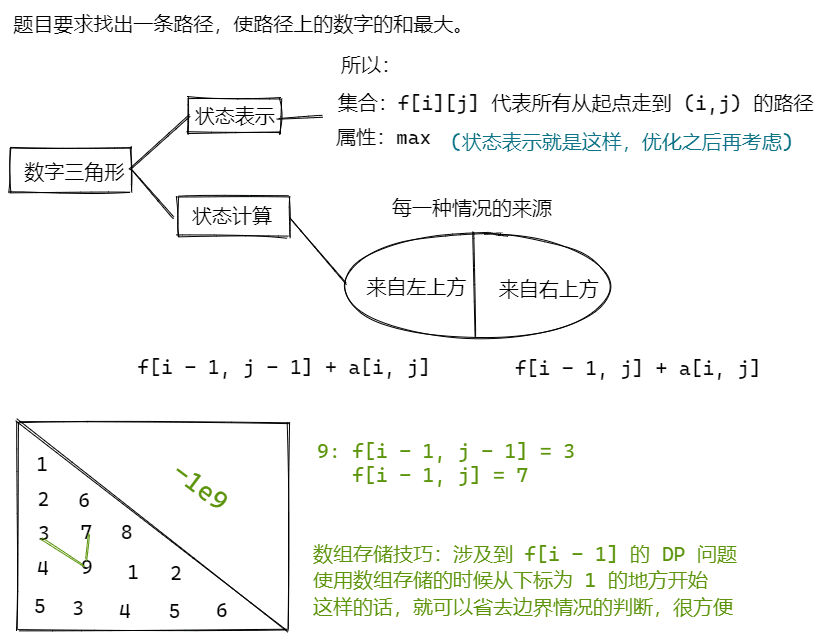 题目要求找出一条路径，使路径上的数字的和最大。
所以：
状态表示
集合：f[i][j] 代表所有从起点走到 (i,j) 的路径
属性：max （状态表示就是这样，优化之后再考虑）
数字三角形
状态计算
每一种情况的来源
来自左上方 来自右上方
f[i - 1, j - 1] + a[i, j] f[i - 1, j] + a[i, j]
-1e9
1
2 6
3 7 8
4 9 1 2
5 3 4 5 6
9: f[i - 1, j - 1] = 3
f[i - 1, j] = 7
数组存储技巧：涉及到 f[i - 1] 的 DP 问题
使用数组存储的时候从下标为 1 的地方开始
这样的话，就可以省去边界情况的判断，很方便